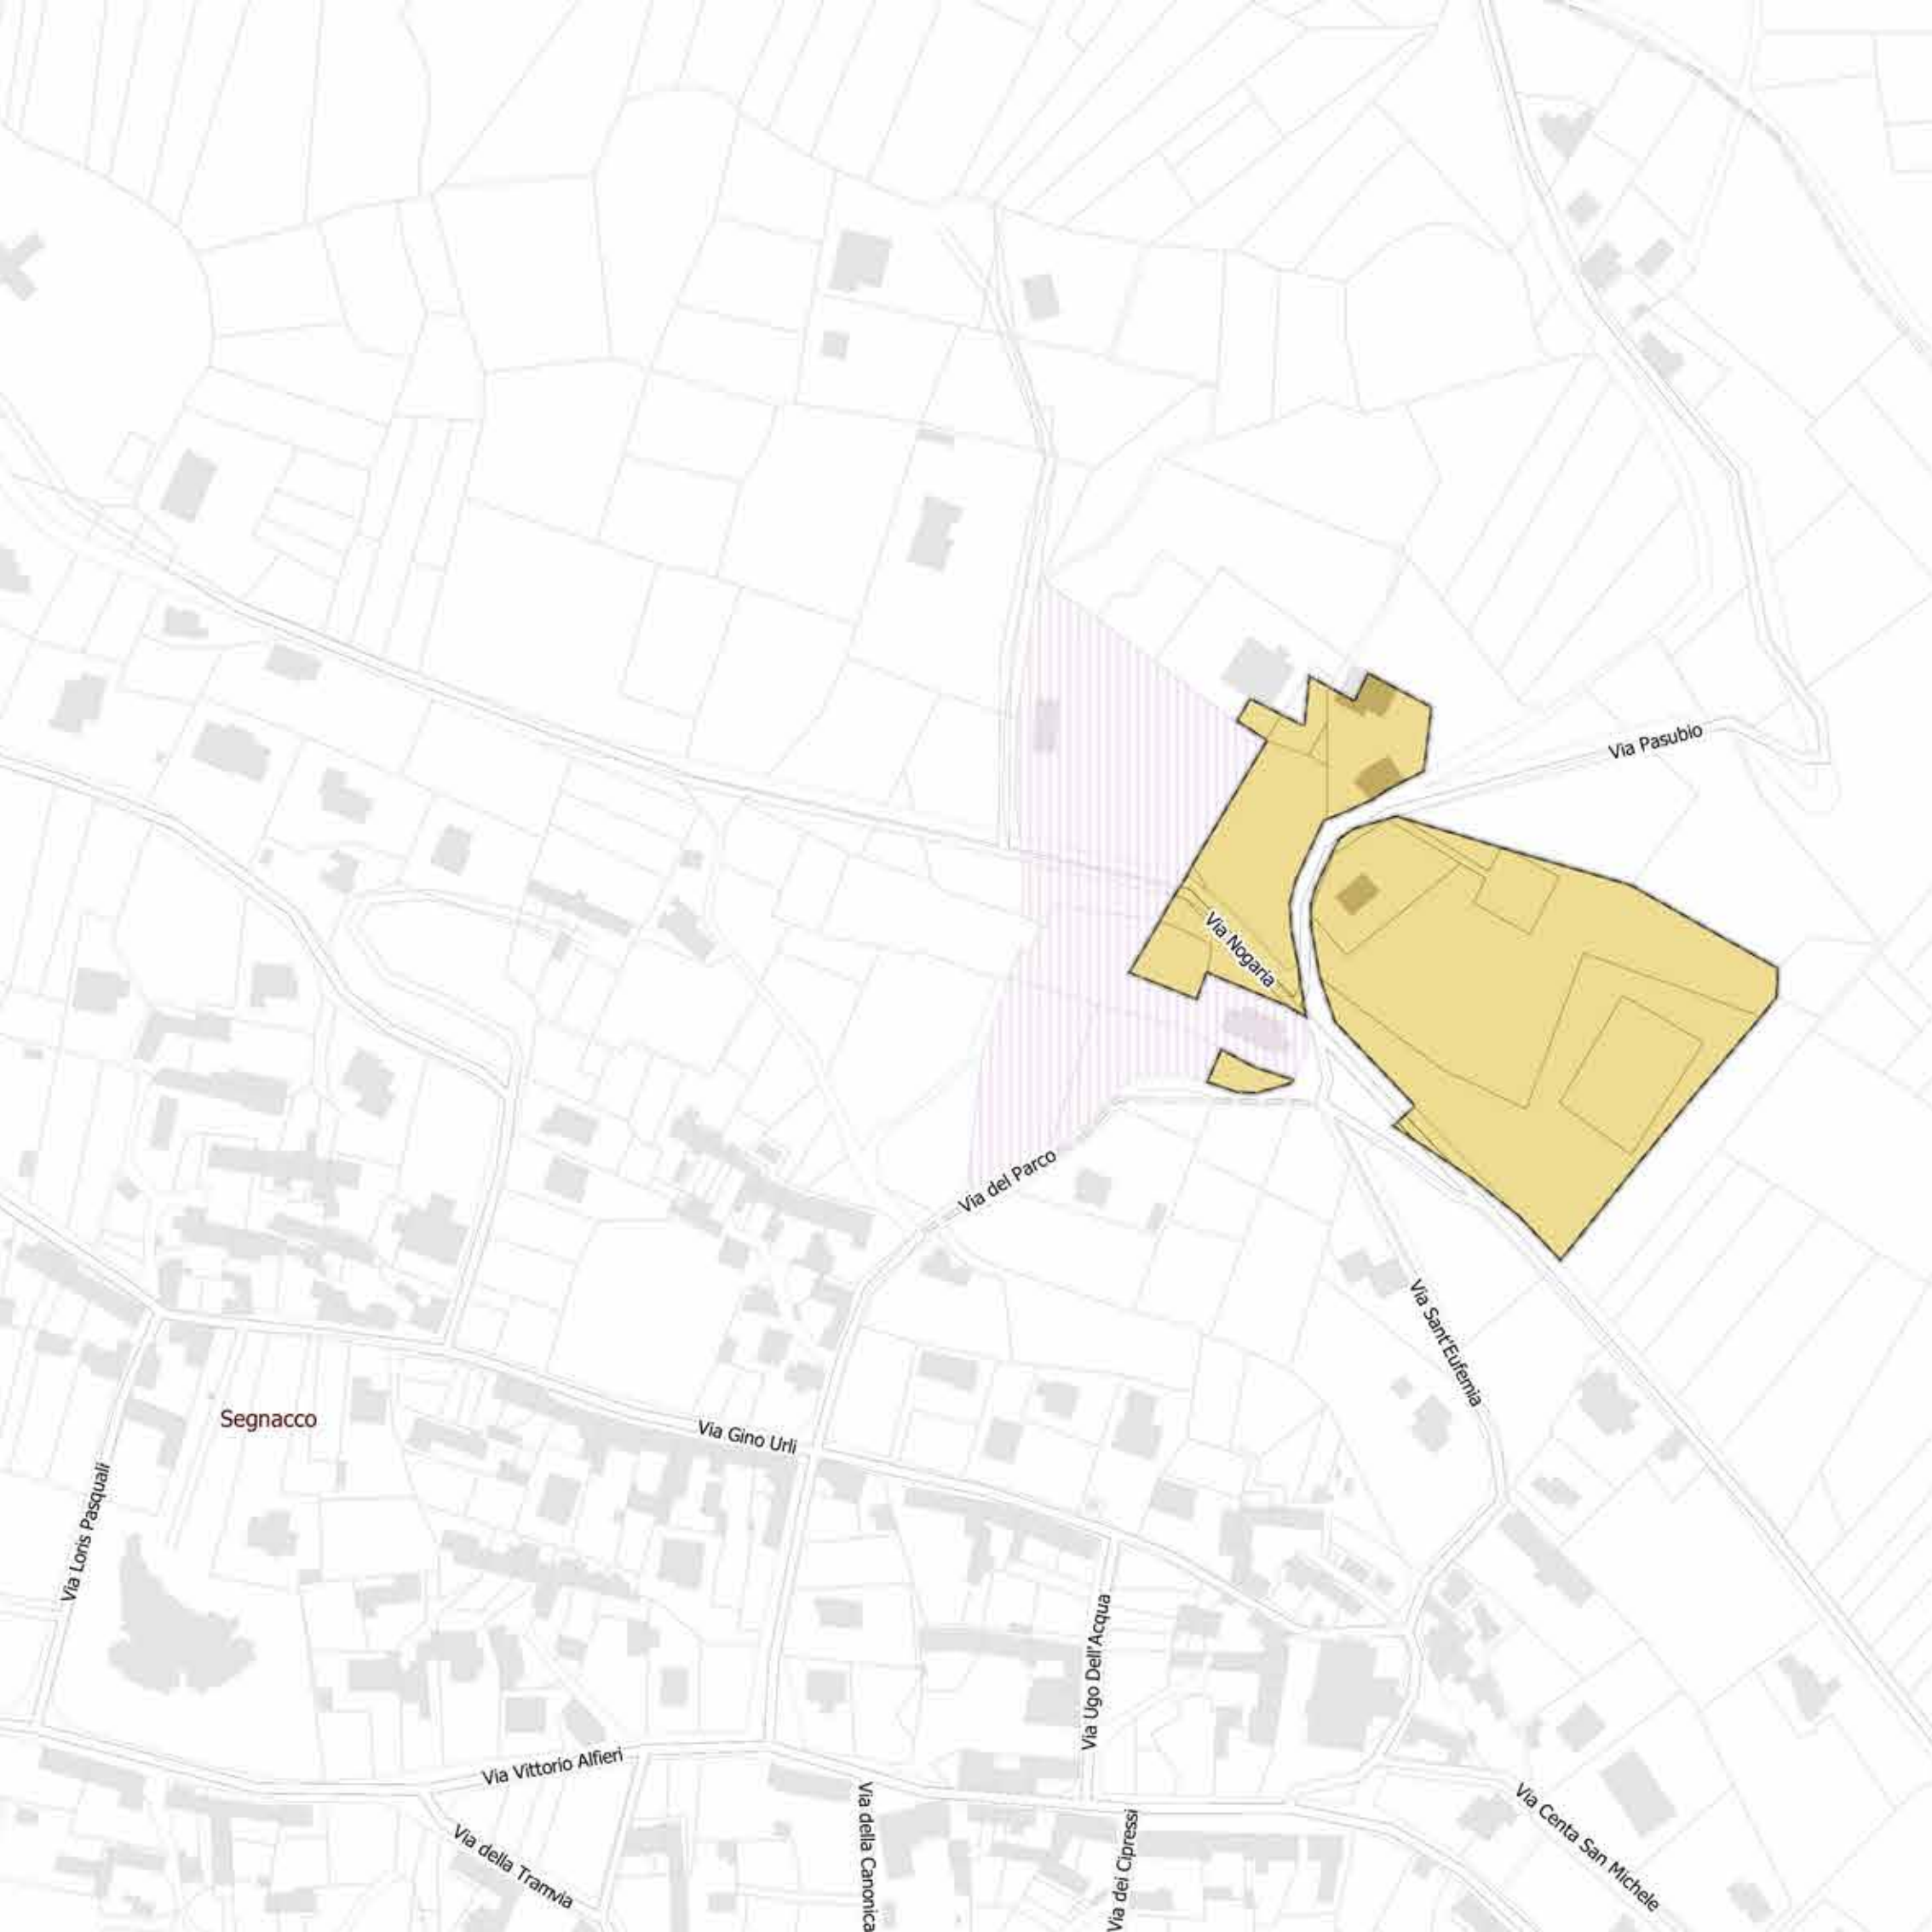 Via Pasubio
Via Nogaria
Via del Parco
Via Sant'Eufemia
Segnacco
Via Gino Urli
Via Loris Pasquali
Via Ugo Dell'Acqua
Via Vittorio Alfieri
Via della Tramvia
Via della Canonica
Via dei Cipressi
Via Centa San Michele